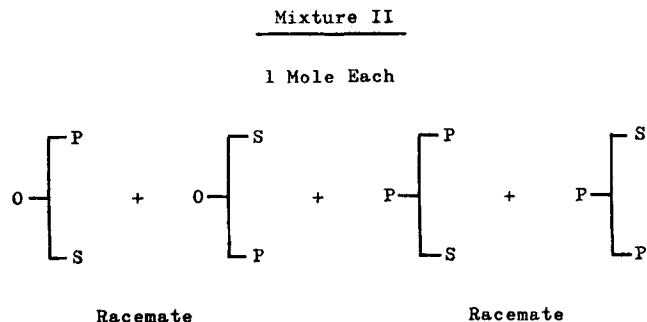 Mixture II
1 Mole Each
P S P S
O + O + P + P
S P S P
Racemate Racemate